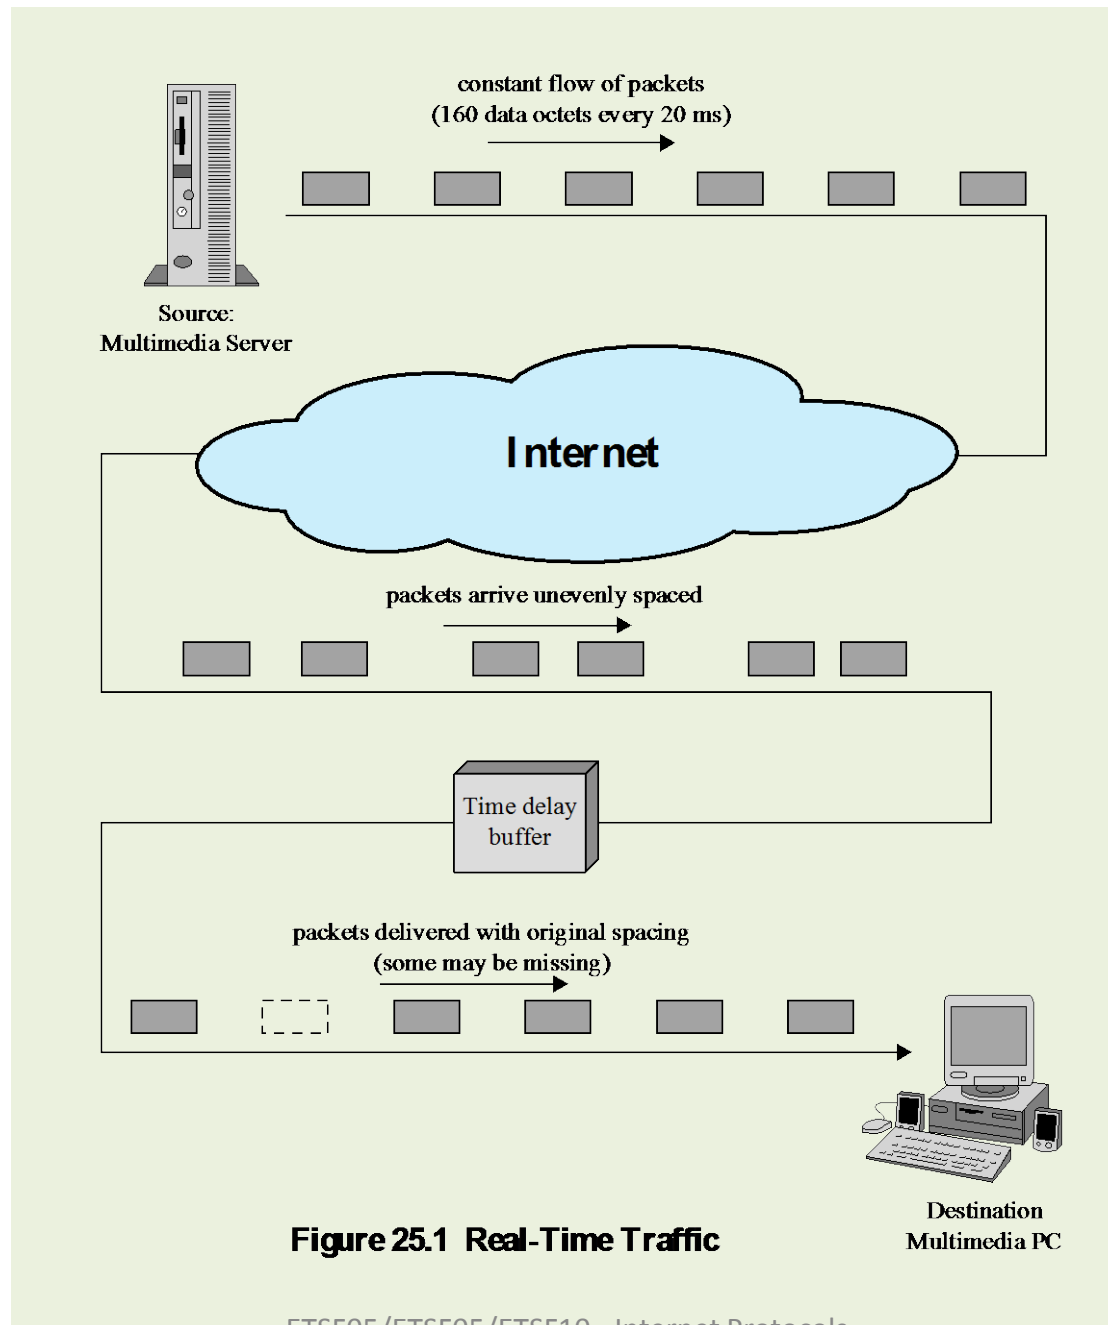 constant flow of packets
(160 data octets every 20 ms)
Source:
Multimedia Server
Internet
packets arrive unevenly spaced
Time delay
buffer
packets delivered with original spacing
(some may be missing)
Destination
Multimedia PC
Figure 25.1 Real-Time Traffic
Internet Protocols